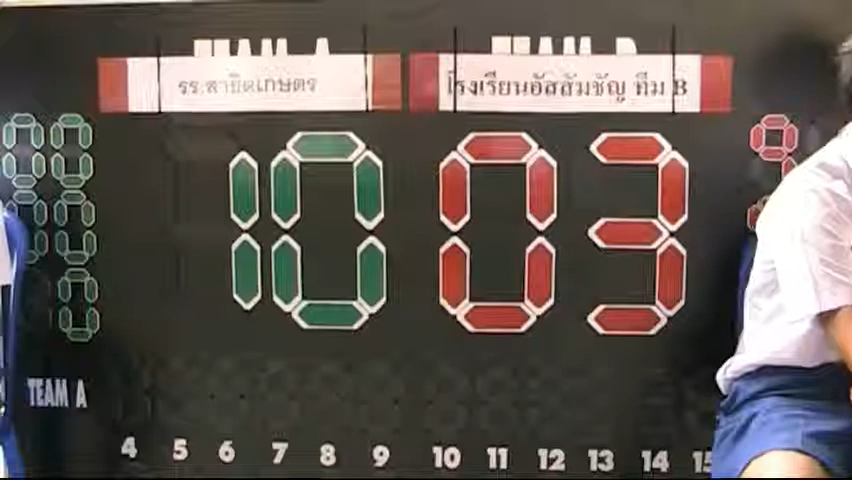 TEAM A TEAM B
รร.สาธิตเกษตร โรงเรียนอัสสัมชัญ ทีม B
10 03
TEAM A
4 5 6 7 8 9 10 11 12 13 14 15